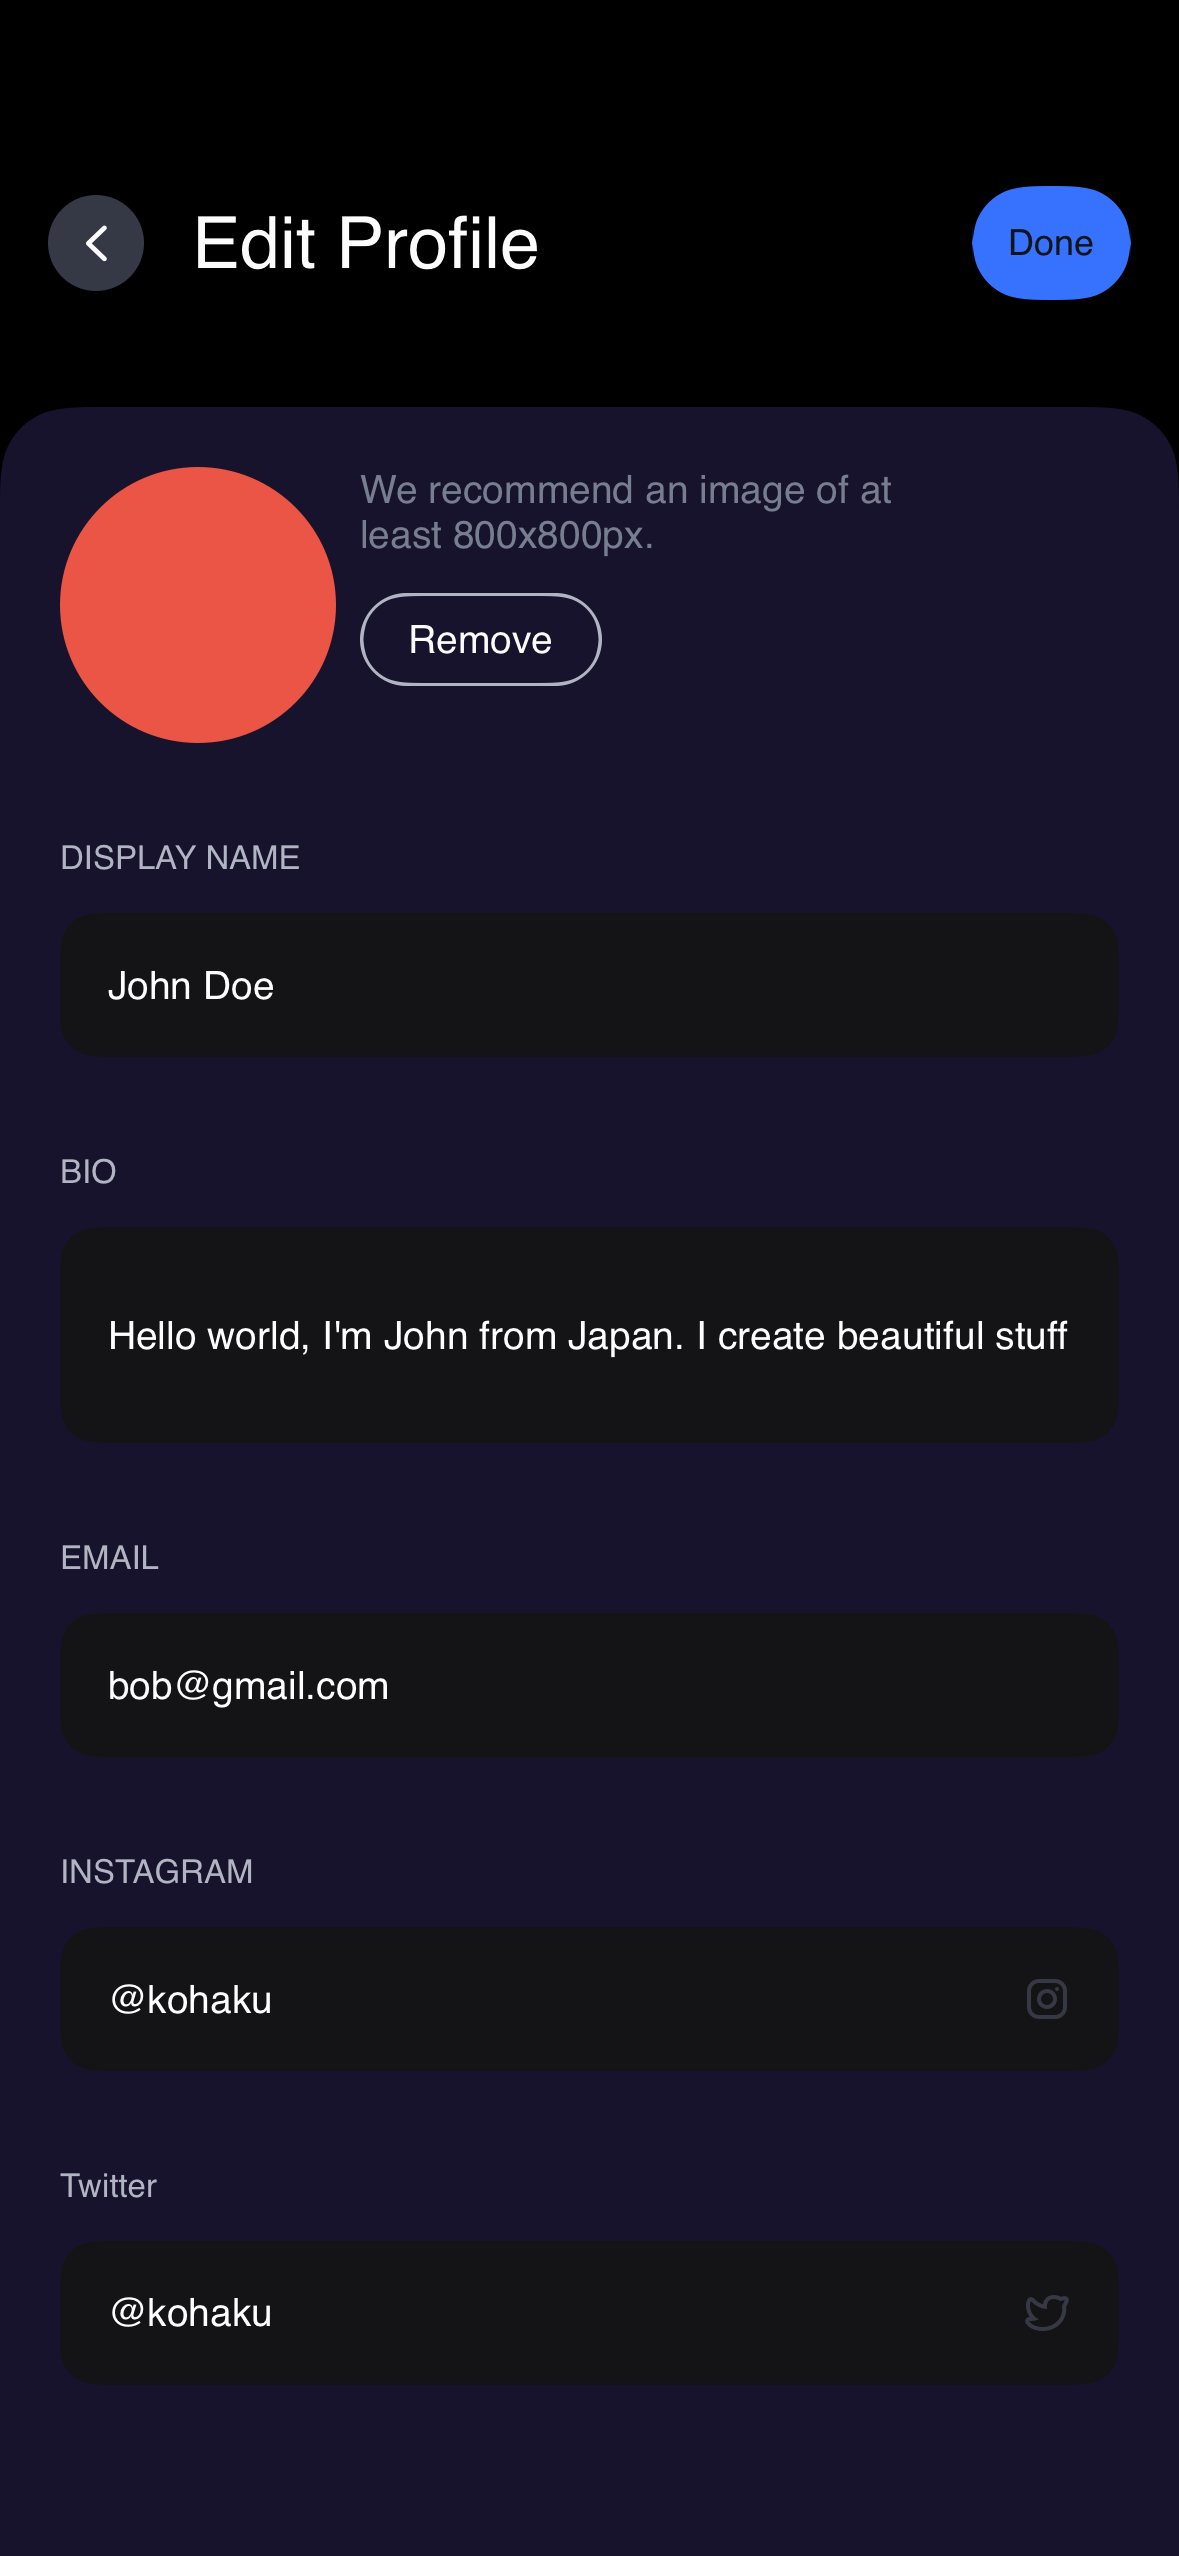 Edit Profile
Done
We recommend an image of at
least 800x800px.
Remove
DISPLAY NAME
John Doe
BIO
Hello world, I'm John from Japan. I create beautiful stuff
EMAIL
bob@gmail.com
INSTAGRAM
@kohaku
Twitter
@kohaku